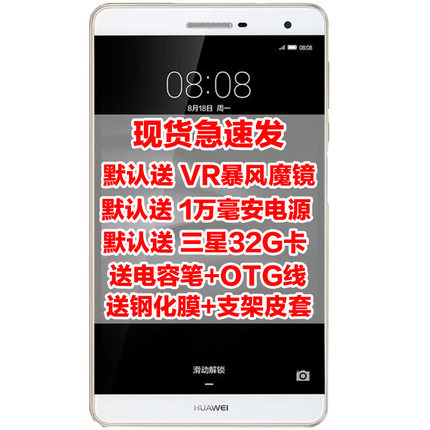 08:08
08:08
8月18日 周一
现货急速发
默认送 VR暴风魔镜
默认送 1万毫安电源
默认送 三星32G卡
送电容笔+OTG线
送钢化膜+支架皮套
滑动解锁
HUAWEI